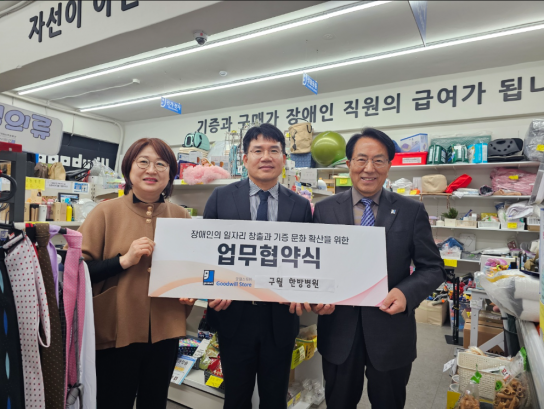 자선이 아닌
기증과 구매가 장애인 직원의 급여가 됩니
장애인의 일자리 창출과 기증 문화 확산을 위한
업무협약식
Goodwill Store
구월 한방병원